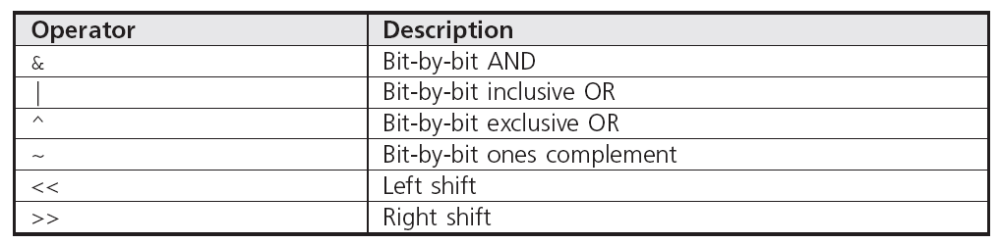 Operator Description
& Bit-by-bit AND
| Bit-by-bit inclusive OR
^ Bit-by-bit exclusive OR
~ Bit-by-bit ones complement
<< Left shift
>> Right shift